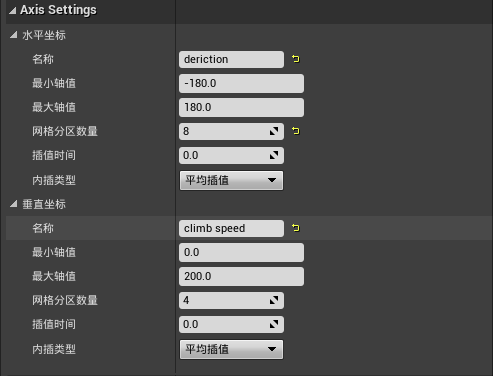 Axis Settings
水平坐标
名称 deriction
最小轴值 -180.0
最大轴值 180.0
网格分区数量 8
插值时间 0.0
内插类型 平均插值
垂直坐标
名称 climb speed
最小轴值 0.0
最大轴值 200.0
网格分区数量 4
插值时间 0.0
内插类型 平均插值